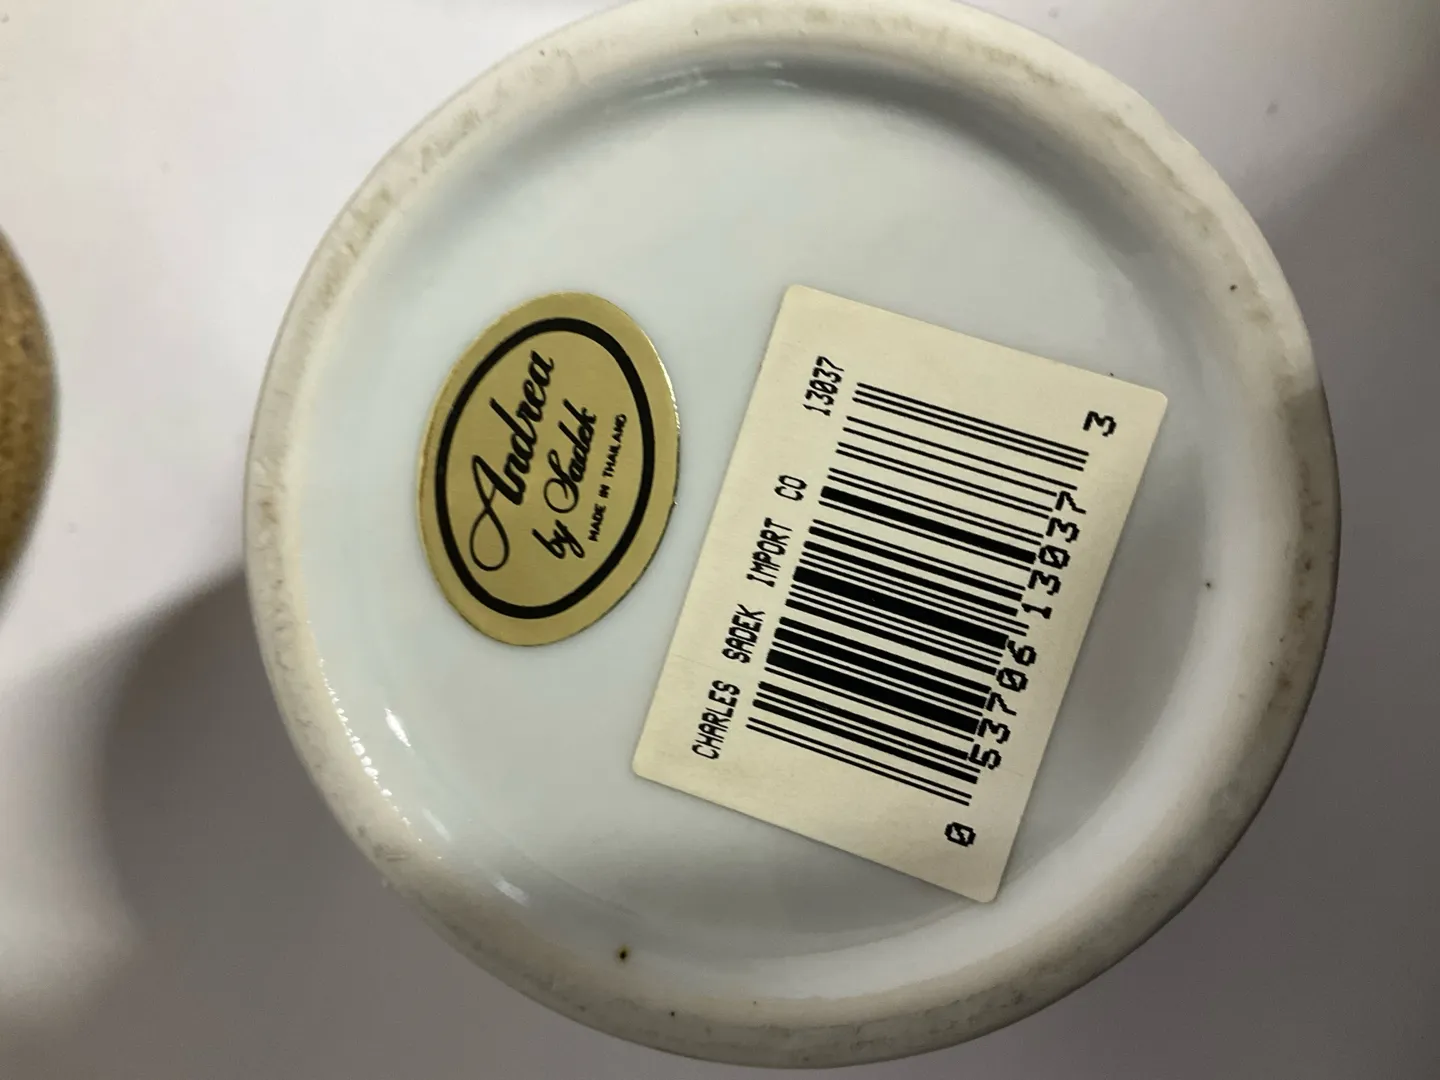 Andrea
by Sadek
MADE IN THAILAND
CHARLES SADEK IMPORT CO
13037
0 53706 13037 3